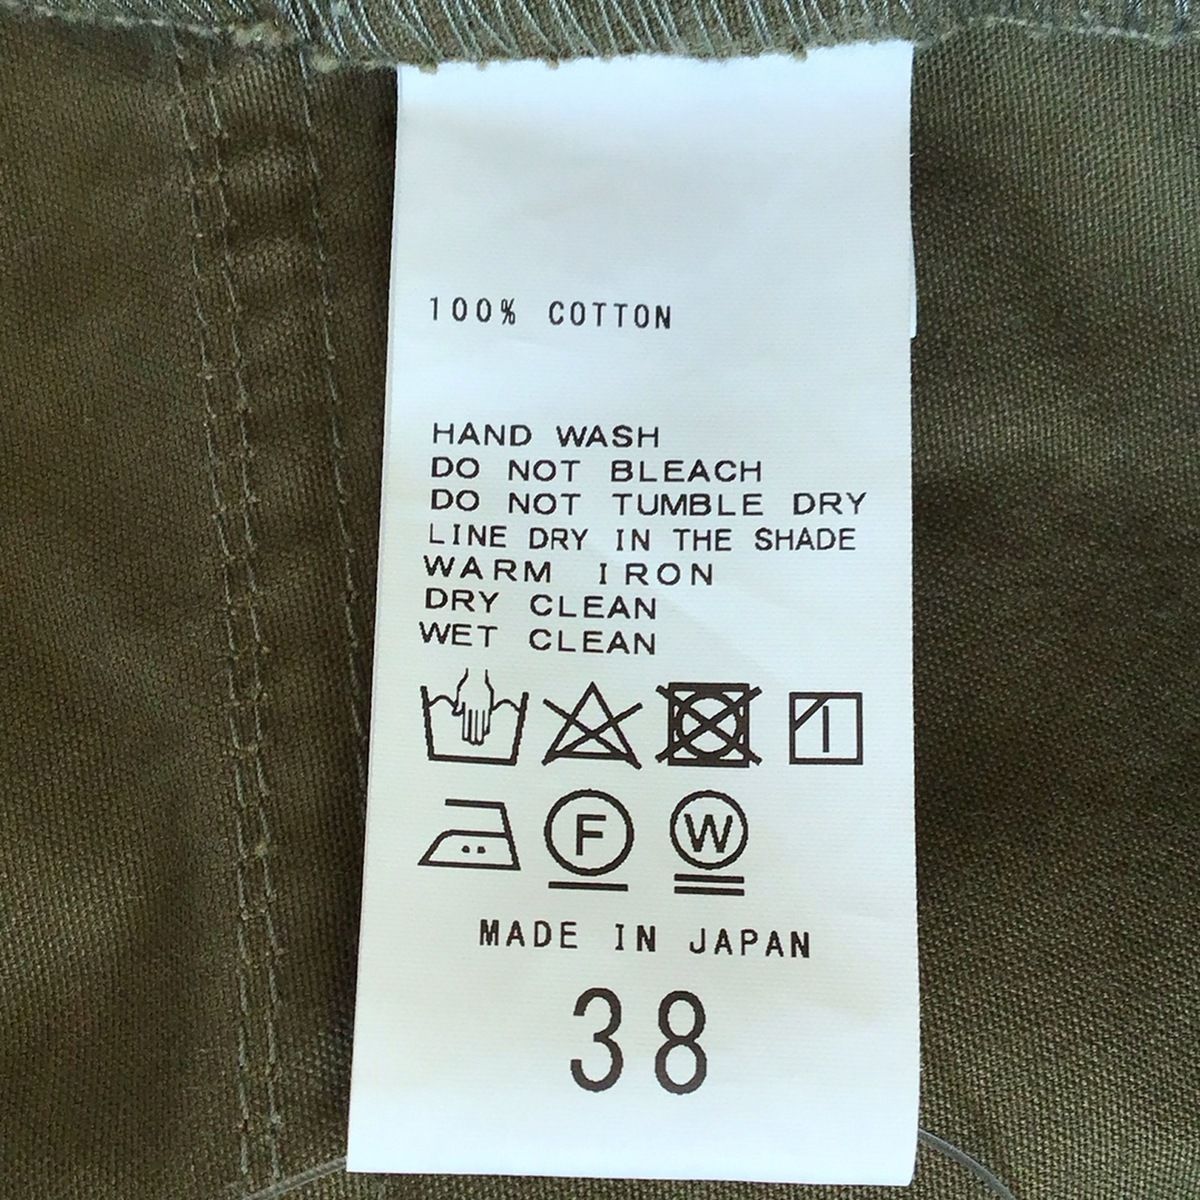 100% COTTON
HAND WASH
DO NOT BLEACH
DO NOT TUMBLE DRY
LINE DRY IN THE SHADE
WARM IRON
DRY CLEAN
WET CLEAN
F W
MADE IN JAPAN
38